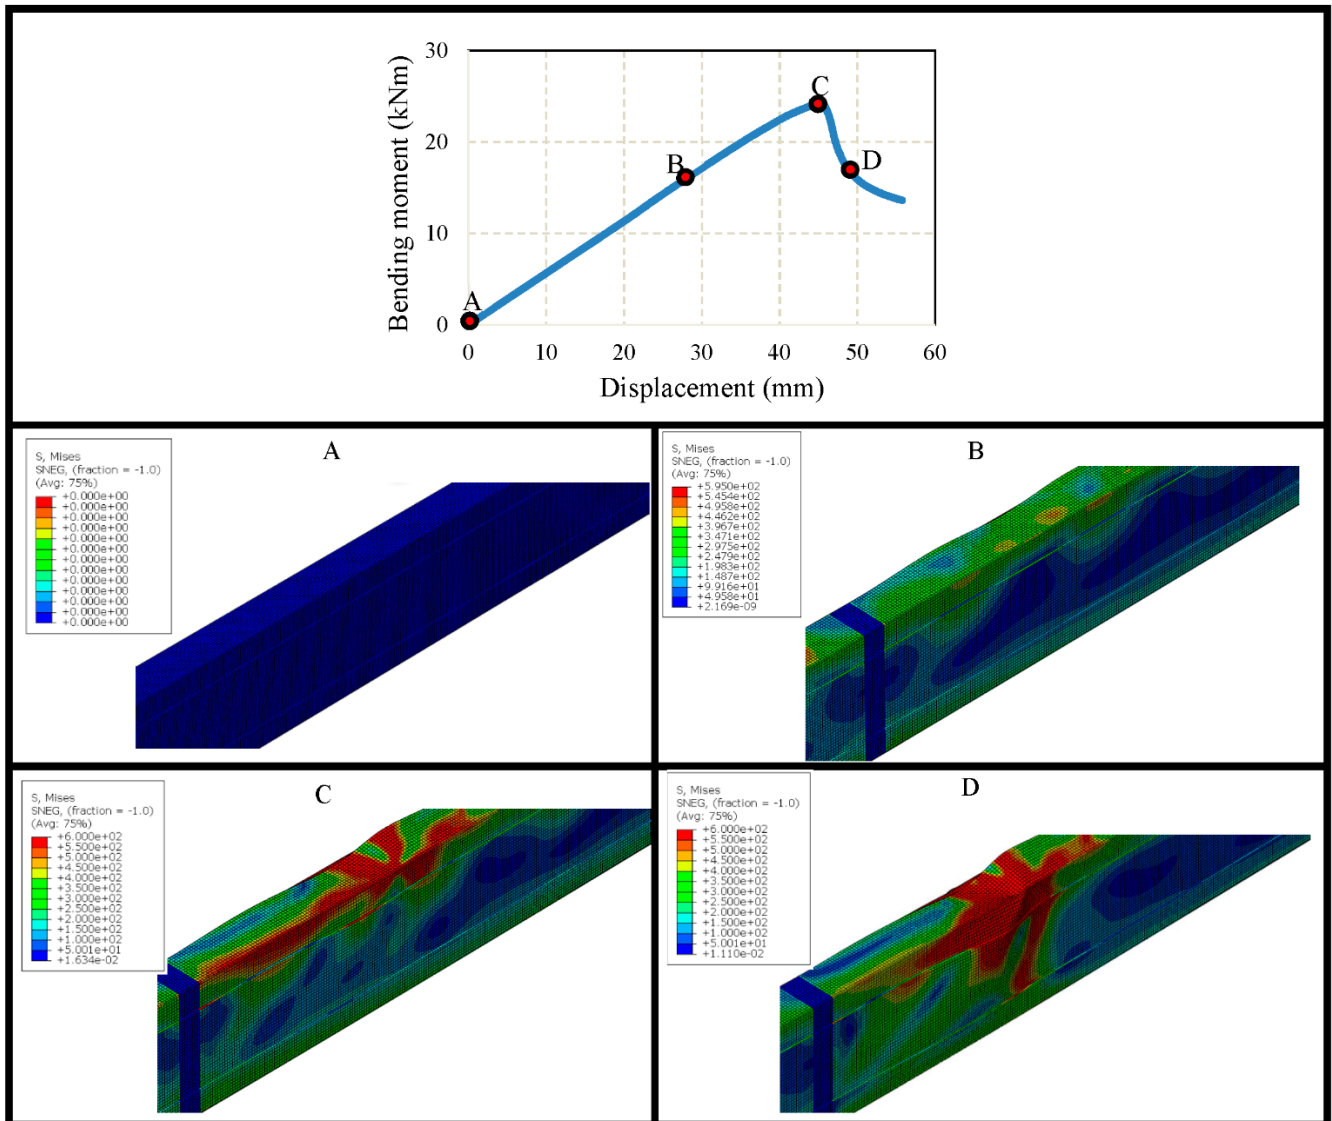 Bending moment (kNm)
30
20
10
0
A
B
C
D
0 10 20 30 40 50 60
Displacement (mm)
A
S, Mises
SNEG, (fraction = -1.0)
(Avg: 75%)
+0.000e+00
+0.000e+00
+0.000e+00
+0.000e+00
+0.000e+00
+0.000e+00
+0.000e+00
+0.000e+00
+0.000e+00
+0.000e+00
+0.000e+00
+0.000e+00
+0.000e+00
B
S, Mises
SNEG, (fraction = -1.0)
(Avg: 75%)
+5.950e+02
+5.454e+02
+4.958e+02
+4.462e+02
+3.967e+02
+3.471e+02
+2.975e+02
+2.479e+02
+1.983e+02
+1.487e+02
+9.916e+01
+4.958e+01
+2.169e-09
C
S, Mises
SNEG, (fraction = -1.0)
(Avg: 75%)
+6.000e+02
+5.500e+02
+5.000e+02
+4.500e+02
+4.000e+02
+3.500e+02
+3.000e+02
+2.500e+02
+2.000e+02
+1.500e+02
+1.000e+02
+5.001e+01
+1.634e-02
D
S, Mises
SNEG, (fraction = -1.0)
(Avg: 75%)
+6.000e+02
+5.500e+02
+5.000e+02
+4.500e+02
+4.000e+02
+3.500e+02
+3.000e+02
+2.500e+02
+2.000e+02
+1.500e+02
+1.000e+02
+5.001e+01
+1.110e-02